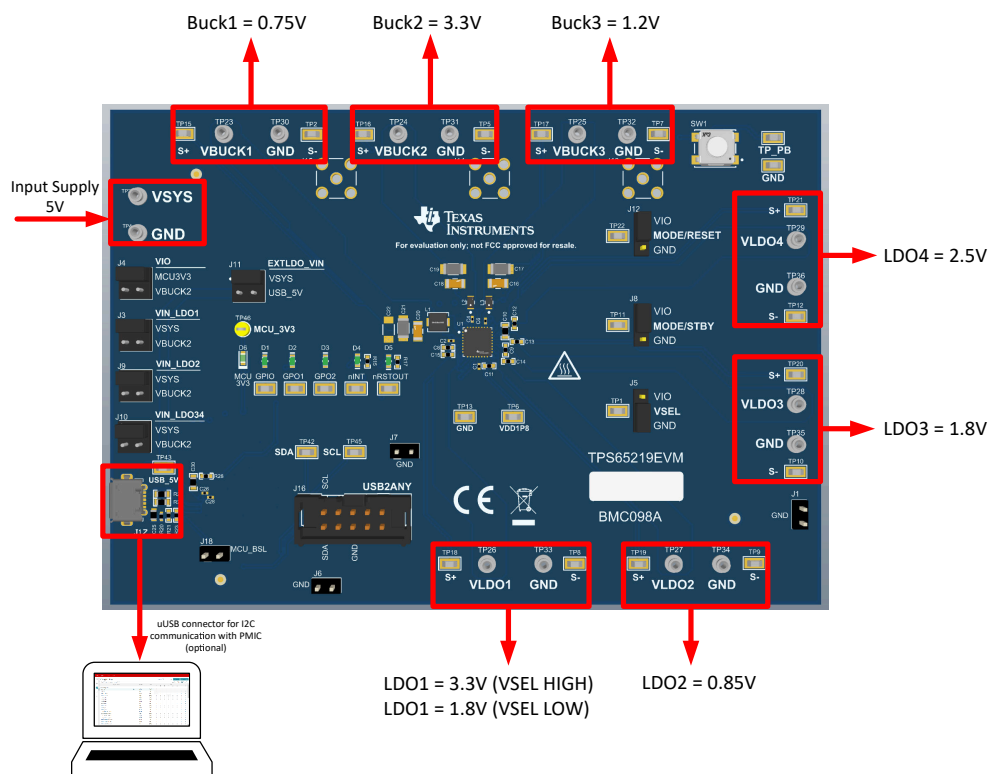 Buck1 = 0.75V
Buck2 = 3.3V
Buck3 = 1.2V
TP15 TP23 TP30 TP2
S+ VBUCK1 GND S-
TP16 TP24 TP31 TP5
S+ VBUCK2 GND S-
TP17 TP25 TP32 TP7
S+ VBUCK3 GND S-
SW1
TP_PB
GND
Input Supply
5V
VSYS
GND
TEXAS
INSTRUMENTS
For evaluation only; not FCC approved for resale.
J12
VIO
TP22 MODE/RESET
GND
TP21
S+
TP29
VLDO4
TP36
GND
TP12
S-
LDO4 = 2.5V
J4 VIO
MCU3V3
VBUCK2
J11 EXTLDO_VIN
VSYS
USB_5V
J3 VIN_LDO1
VSYS
VBUCK2
TP46
MCU_3V3
J9 VIN_LDO2
VSYS
VBUCK2
D6 D1 D2 D3 D4 D5
MCU
3V3
GPIO GPO1 GPO2 nINT nRSTOUT
C19 C17
C18 C16
L1
J8
VIO
TP11 MODE/STBY
GND
TP20
S+
TP28
VLDO3
TP35
GND
TP10
S-
LDO3 = 1.8V
J5
VIO
TP1 VSEL
GND
J10 VIN_LDO34
VSYS
VBUCK2
TP13
GND
TP6
VDD1P8
TP43
USB_5V
TP42
SDA
TP45
SCL
J7
GND
TPS65219EVM
BMC098A
J16 SCL USB2ANY
SDA GND
CE
J1
GND
J17
J18
MCU_BSL
J6
GND
TP18 TP26 TP33 TP8
S+ VLDO1 GND S-
TP19 TP27 TP34 TP9
S+ VLDO2 GND S-
uUSB connector for I2C
communication with PMIC
(optional)
LDO1 = 3.3V (VSEL HIGH)
LDO1 = 1.8V (VSEL LOW)
LDO2 = 0.85V